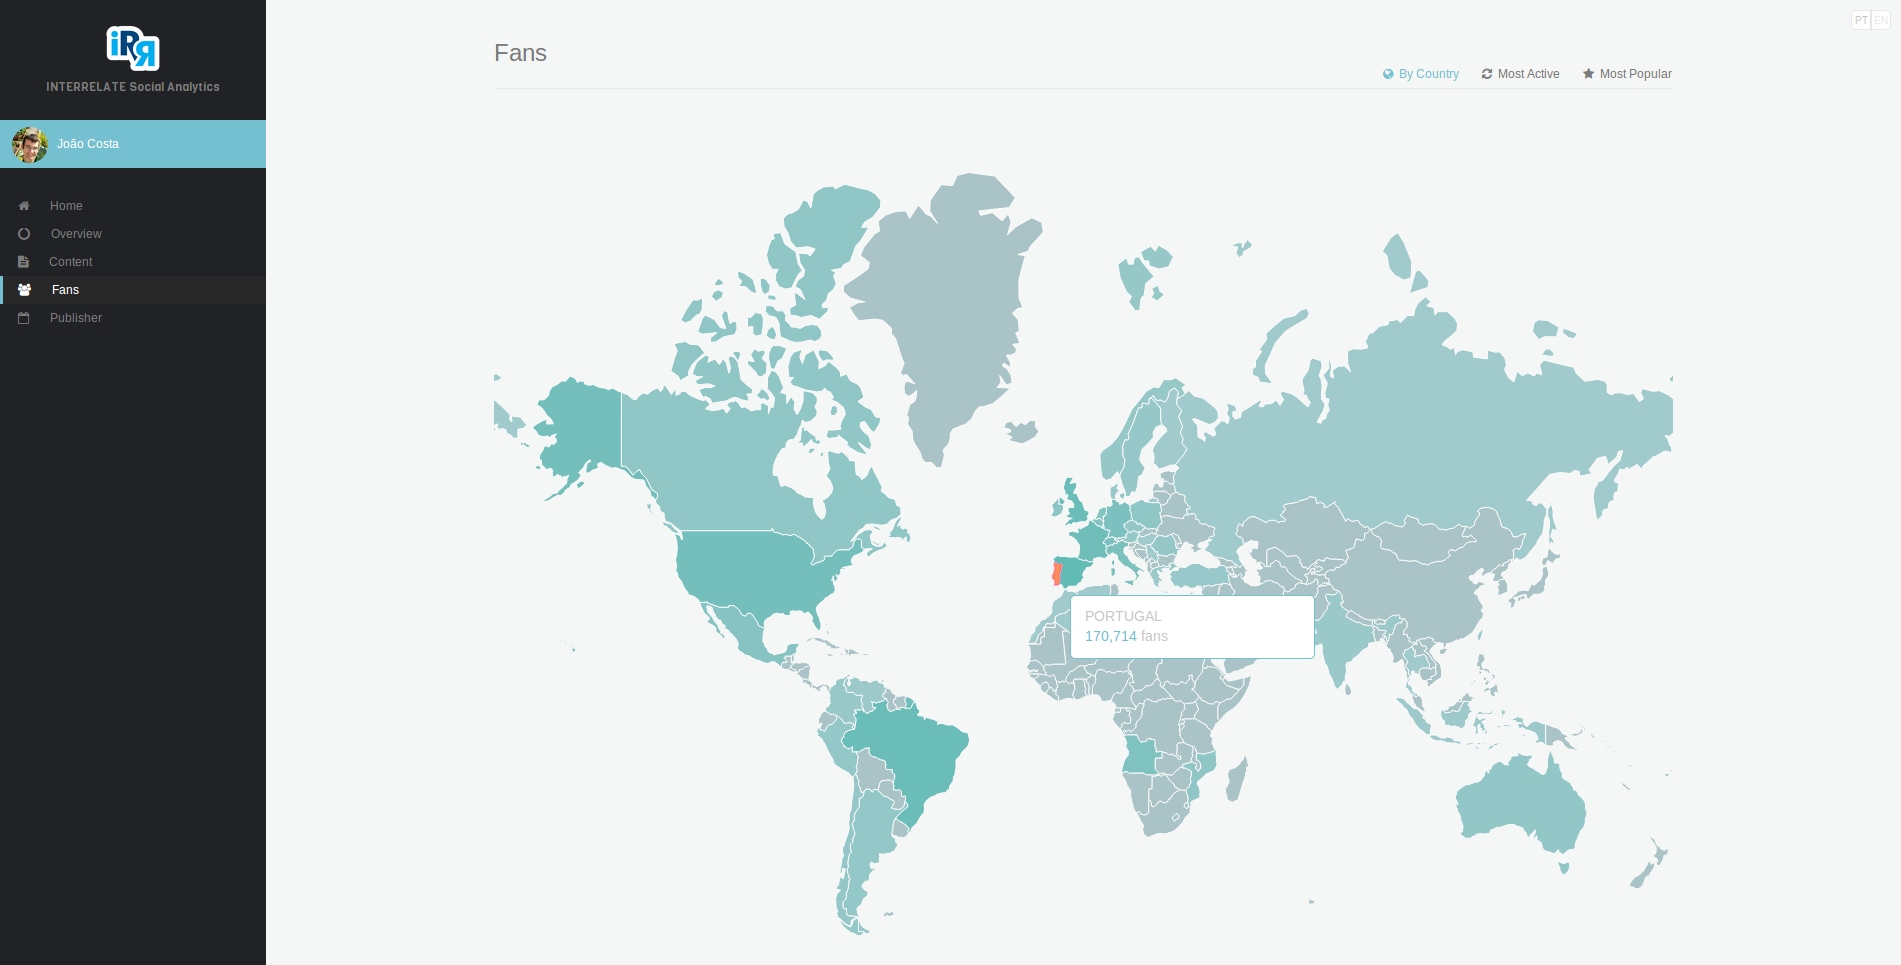 iRR
INTERRELATE Social Analytics
João Costa
Home
Overview
Content
Fans
Publisher
PT EN
Fans
By Country
Most Active
Most Popular
PORTUGAL
170,714 fans